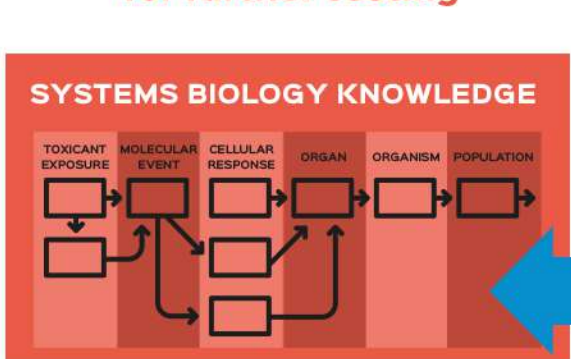 SYSTEMS BIOLOGY KNOWLEDGE
TOXICANT EXPOSURE
MOLECULAR EVENT
CELLULAR RESPONSE
ORGAN
ORGANISM
POPULATION